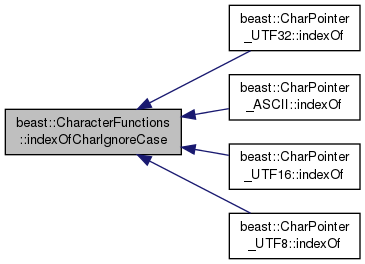 beast::CharPointer
_UTF32::indexOf
beast::CharPointer
_ASCII::indexOf
beast::CharacterFunctions
::indexOfCharIgnoreCase
beast::CharPointer
_UTF16::indexOf
beast::CharPointer
_UTF8::indexOf